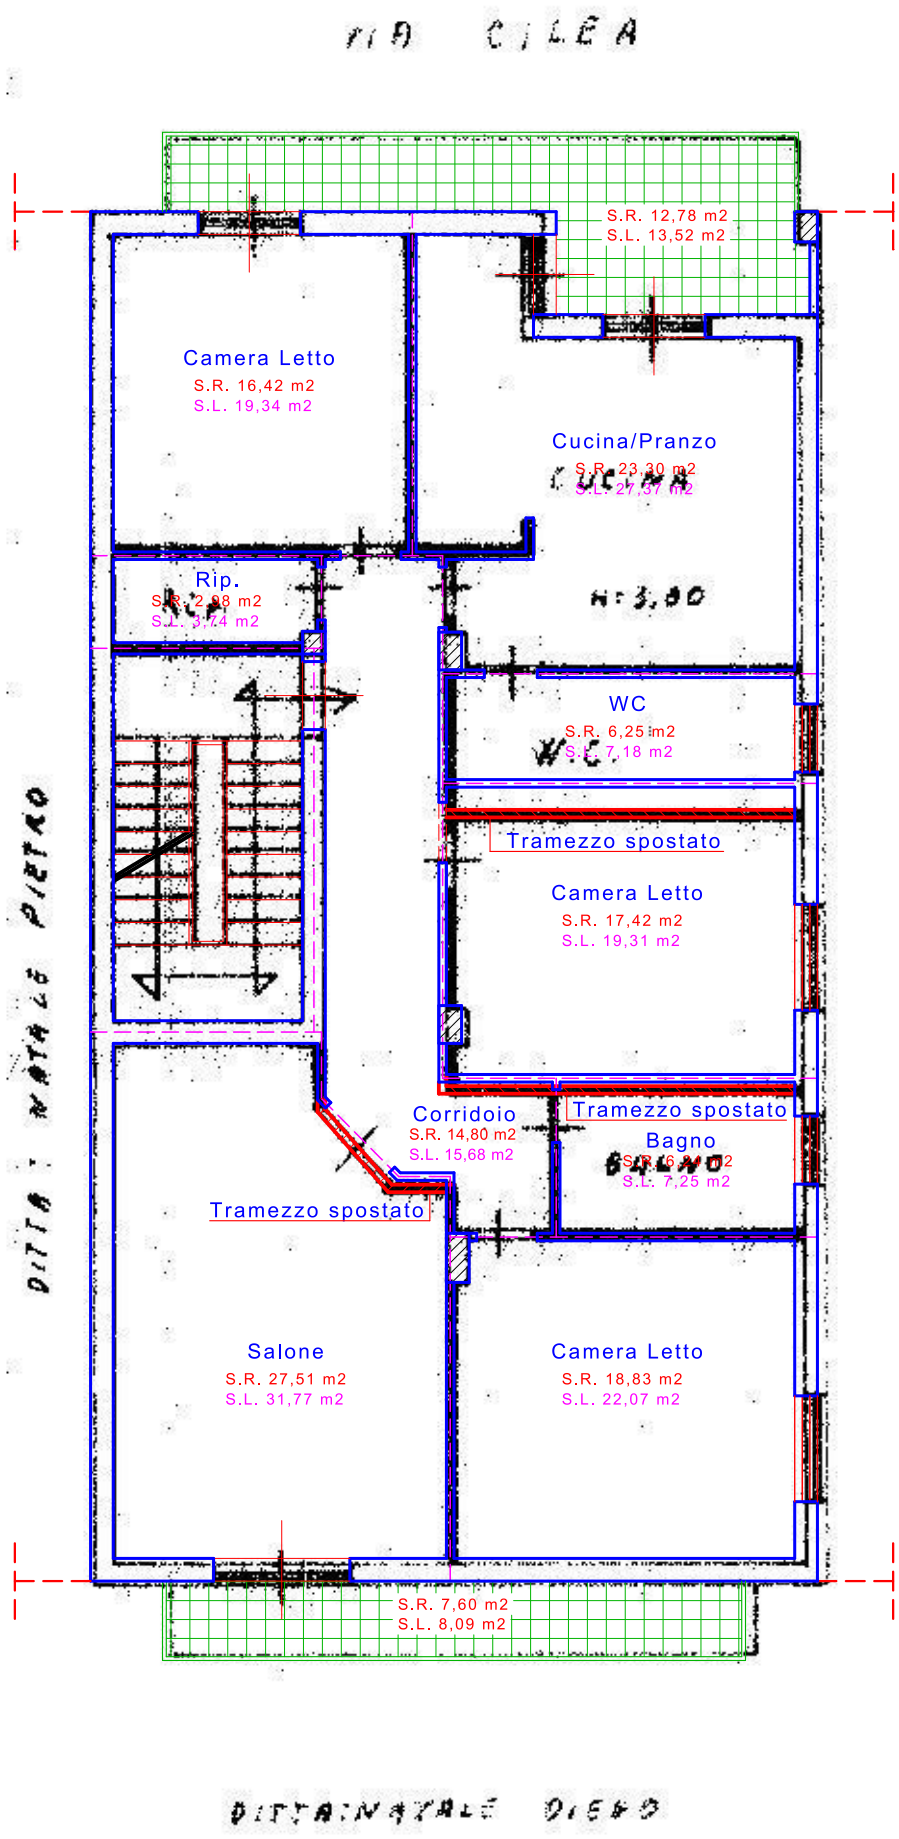 VIA CILEA
S.R. 12,78 m2
S.L. 13,52 m2
Camera Letto
S.R. 16,42 m2
S.L. 19,34 m2
Cucina/Pranzo
S.R. 23,30 m2
CUCINA
S.L. 27,37 m2
Rip.
S.R. 2,98 m2
RIP.
S.L. 3,74 m2
H=3,00
WC
S.R. 6,25 m2
W.C.
S.L. 7,18 m2
Tramezzo spostato
Camera Letto
S.R. 17,42 m2
S.L. 19,31 m2
DITTA: NATALE PIETRO
Tramezzo spostato
Corridoio
S.R. 14,80 m2
S.L. 15,68 m2
Bagno
S.R. m2
BAGNO
S.L. 7,25 m2
Tramezzo spostato
Salone
S.R. 27,51 m2
S.L. 31,77 m2
Camera Letto
S.R. 18,83 m2
S.L. 22,07 m2
S.R. 7,60 m2
S.L. 8,09 m2
DITTA: NATALE DIEGO